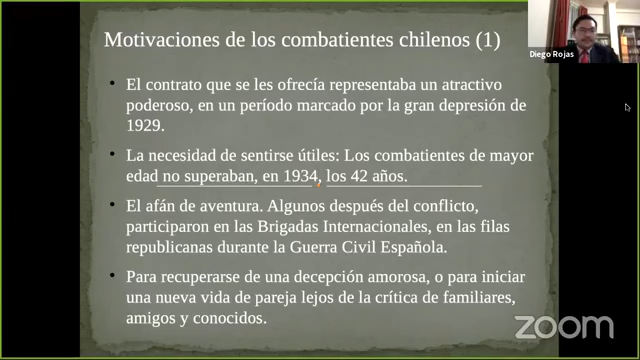 Motivaciones de los combatientes chilenos (1)
Diego Rojas
• El contrato que se les ofrecía representaba un atractivo
poderoso, en un período marcado por la gran depresión de
1929.
• La necesidad de sentirse útiles: Los combatientes de mayor
edad no superaban, en 1934, los 42 años.
• El afán de aventura. Algunos después del conflicto,
participaron en las Brigadas Internacionales, en las filas
republicanas durante la Guerra Civil Española.
• Para recuperarse de una decepción amorosa, o para iniciar
una nueva vida de pareja lejos de la crítica de familiares,
amigos y conocidos.
zoom